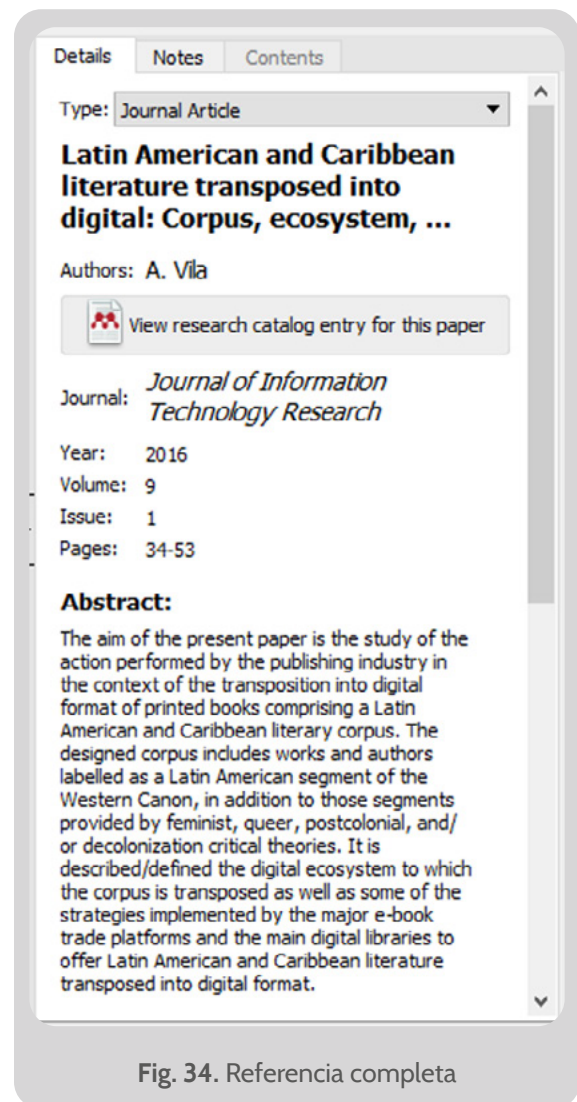 Details Notes Contents
Type: Journal Article
Latin American and Caribbean
literature transposed into
digital: Corpus, ecosystem, ...
Authors: A. Vila
View research catalog entry for this paper
Journal: Journal of Information
Technology Research
Year: 2016
Volume: 9
Issue: 1
Pages: 34-53
Abstract:
The aim of the present paper is the study of the
action performed by the publishing industry in
the context of the transposition into digital
format of printed books comprising a Latin
American and Caribbean literary corpus. The
designed corpus includes works and authors
labelled as a Latin American segment of the
Western Canon, in addition to those segments
provided by feminist, queer, postcolonial, and/
or decolonization critical theories. It is
described/defined the digital ecosystem to which
the corpus is transposed as well as some of the
strategies implemented by the major e-book
trade platforms and the main digital libraries to
offer Latin American and Caribbean literature
transposed into digital format.
Fig. 34. Referencia completa